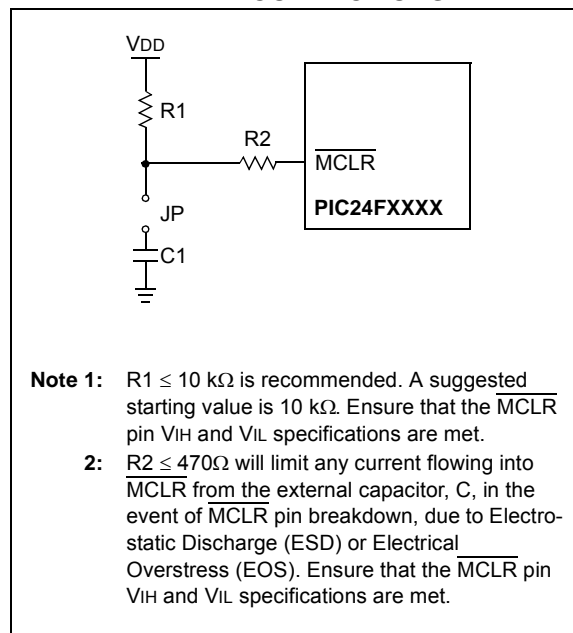 VDD
R1
R2
MCLR
JP
PIC24FXXXX
C1
Note 1: R1 ≤ 10 kΩ is recommended. A suggested
starting value is 10 kΩ. Ensure that the MCLR
pin VIH and VIL specifications are met.
2: R2 ≤ 470Ω will limit any current flowing into
MCLR from the external capacitor, C, in the
event of MCLR pin breakdown, due to Electro-
static Discharge (ESD) or Electrical
Overstress (EOS). Ensure that the MCLR pin
VIH and VIL specifications are met.